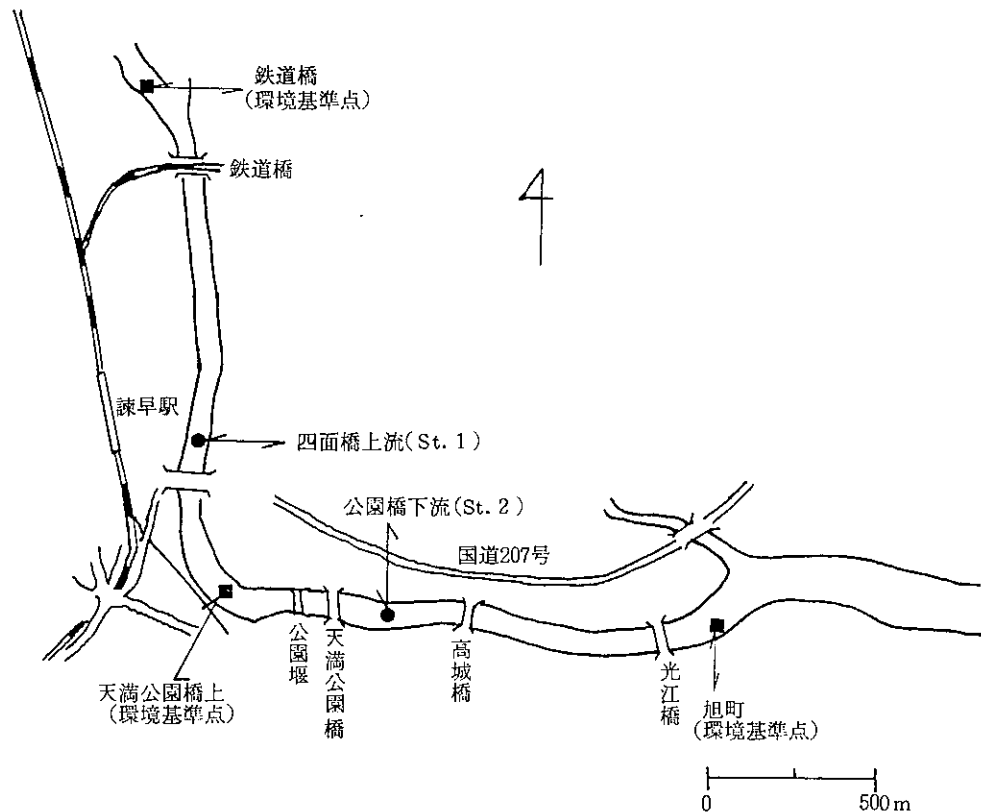 鉄道橋
(環境基準点)
鉄道橋
諫早駅
四面橋上流(St.1)
公園橋下流(St.2)
国道207号
天満公園橋上
(環境基準点)
公園堰
天満公園橋
高城橋
光江橋
旭町
(環境基準点)
0 500m